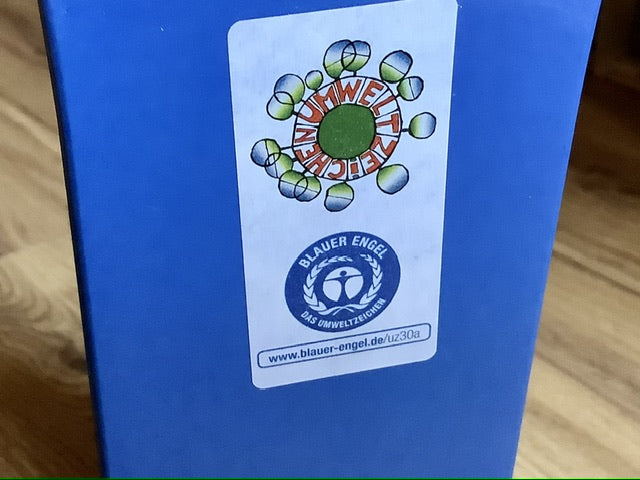 UMWELTZEICHEN
BLAUER ENGEL
DAS UMWELTZEICHEN
www.blauer-engel.de/uz30a